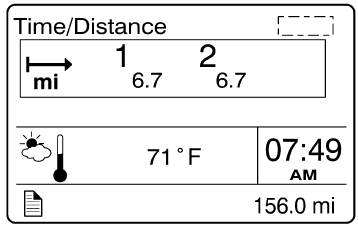 Time/Distance
1 2
mi 6.7 6.7
71°F
07:49
AM
156.0 mi